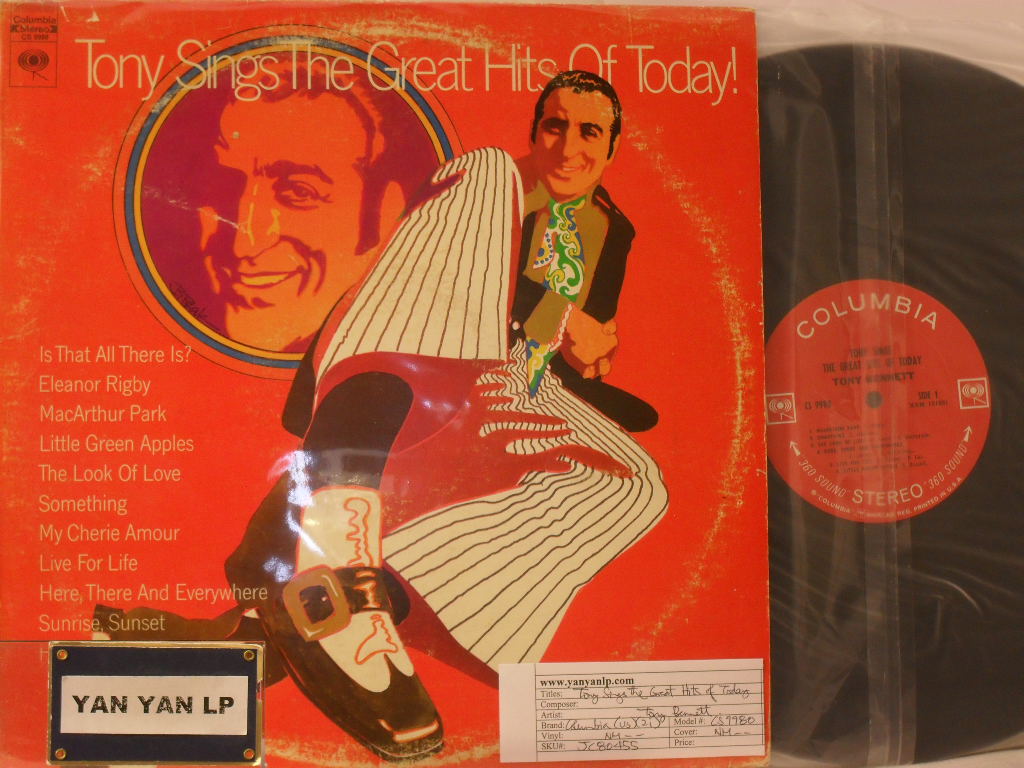 Columbia
Stereo
CS 9980
Tony Sings The Great Hits Of Today!
Is That All There Is?
Eleanor Rigby
MacArthur Park
Little Green Apples
The Look Of Love
Something
My Cherie Amour
Live For Life
Here, There And Everywhere
Sunrise, Sunset
YAN YAN LP
www.yanyanlp.com
Titles: Tony Sings The Great Hits of Today
Composer:
Artist: Tony Bennett
Brand: Columbia (US) (2i) Model #: CS9980
Vinyl: NM-- Cover: NM--
SKU#: JC80455 Price:
COLUMBIA
TONY SINGS
THE GREAT HITS OF TODAY
TONY BENNETT
CS 9980 SIDE 1
360 SOUND STEREO 360 SOUND